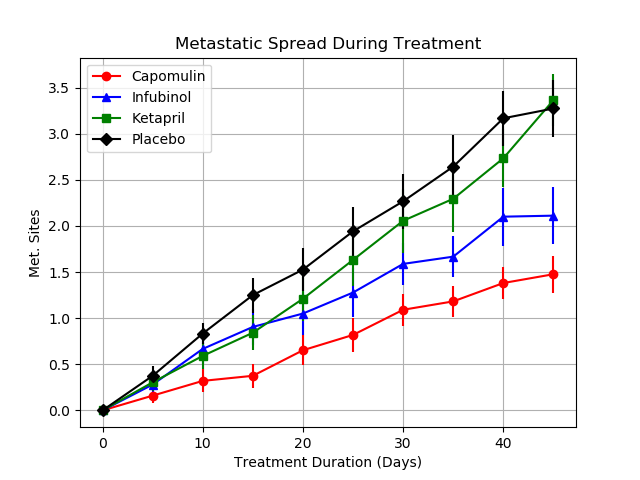 Metastatic Spread During Treatment
Capomulin
Infubinol
Ketapril
Placebo
3.5
3.0
2.5
2.0
1.5
1.0
0.5
0.0
Met. Sites
0 10 20 30 40
Treatment Duration (Days)